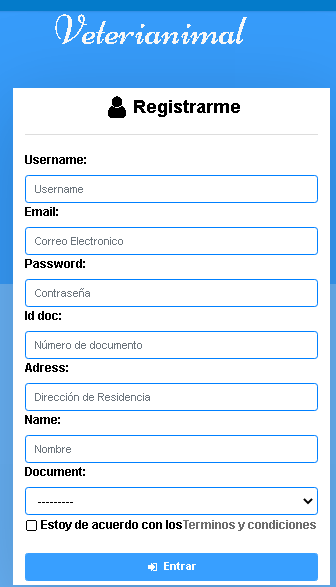 Veterianimal
Registrarme
Username:
Username
Email:
Correo Electronico
Password:
Contraseña
Id doc:
Número de documento
Adress:
Dirección de Residencia
Name:
Nombre
Document:
---------
Estoy de acuerdo con losTerminos y condiciones
Entrar